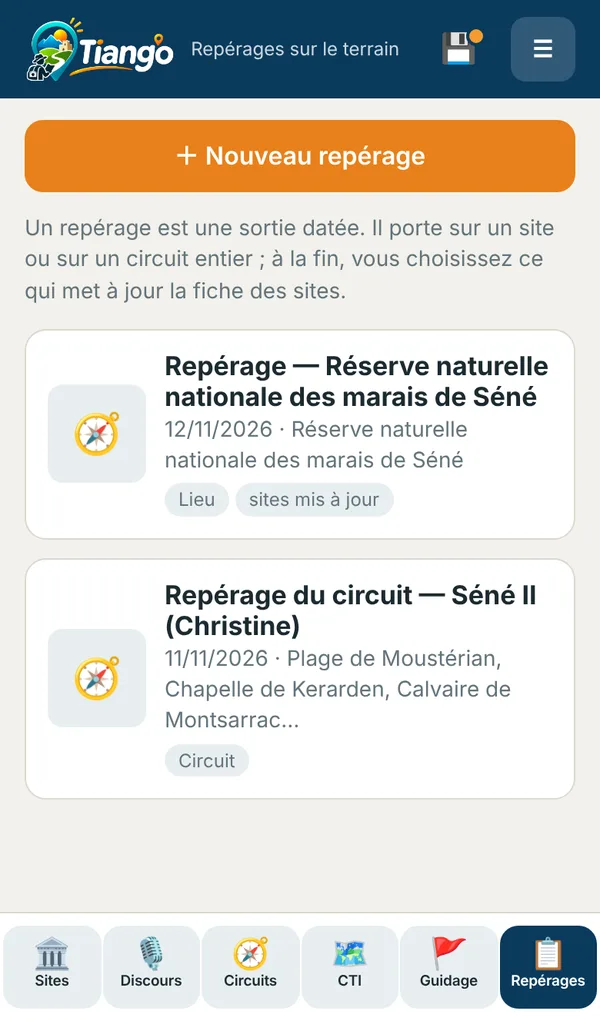 Tiango
Repérages sur le terrain
+ Nouveau repérage
Un repérage est une sortie datée. Il porte sur un site
ou sur un circuit entier ; à la fin, vous choisissez ce
qui met à jour la fiche des sites.
Repérage — Réserve naturelle
nationale des marais de Séné
12/11/2026 · Réserve naturelle
nationale des marais de Séné
Lieu
sites mis à jour
Repérage du circuit — Séné II
(Christine)
11/11/2026 · Plage de Moustérian,
Chapelle de Kerarden, Calvaire de
Montsarrac...
Circuit
Sites
Discours
Circuits
CTI
Guidage
Repérages